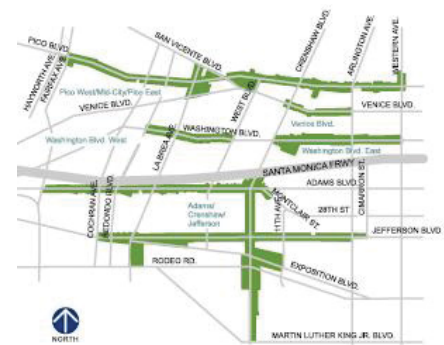 PICO BLVD.
SAN VICENTE BLVD.
CRENSHAW BLVD.
ARLINGTON AVE.
WESTERN AVE.
HAYWORTH AVE.
FAIRFAX AVE.
Pico West/Mid-City/Pico East
VENICE BLVD.
WEST BLVD.
VENICE BLVD.
Venice Blvd.
WASHINGTON BLVD.
Washington Blvd. West
LA BREA AVE.
Washington Blvd. East
SANTA MONICA FRWY.
ADAMS BLVD.
COCHRAN AVE.
REDONDO BLVD.
Adams/
Crenshaw/
Jefferson
MONTCLAIR ST.
11TH AVE.
28TH ST
CIMARRON ST.
JEFFERSON BLVD.
RODEO RD.
EXPOSITION BLVD.
MARTIN LUTHER KING JR. BLVD.
NORTH